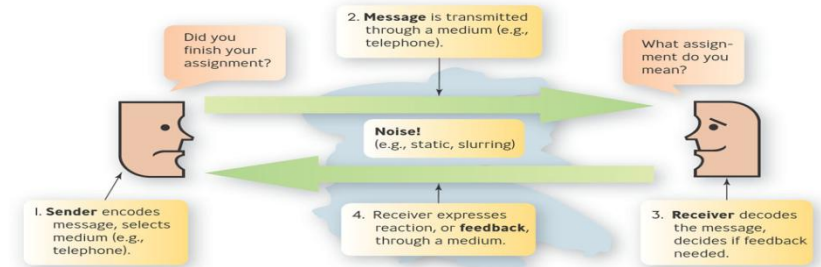 Did you
finish your
assignment?
2. Message is transmitted
through a medium (e.g.,
telephone).
What assign-
ment do you
mean?
Noise!
(e.g., static, slurring)
1. Sender encodes
message, selects
medium (e.g.,
telephone).
4. Receiver expresses
reaction, or feedback,
through a medium.
3. Receiver decodes
the message,
decides if feedback
needed.